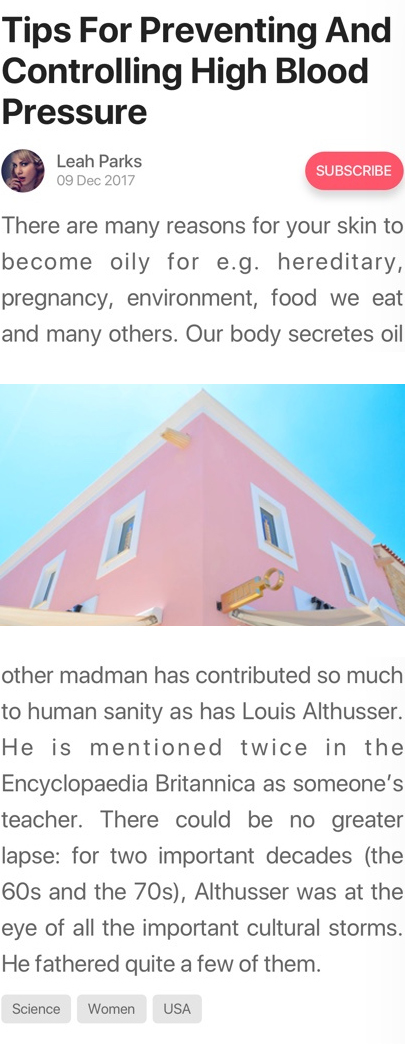 Tips For Preventing And
Controlling High Blood
Pressure
Leah Parks
09 Dec 2017
SUBSCRIBE
There are many reasons for your skin to
become oily for e.g. hereditary,
pregnancy, environment, food we eat
and many others. Our body secretes oil
other madman has contributed so much
to human sanity as has Louis Althusser.
He is mentioned twice in the
Encyclopaedia Britannica as someone’s
teacher. There could be no greater
lapse: for two important decades (the
60s and the 70s), Althusser was at the
eye of all the important cultural storms.
He fathered quite a few of them.
Science
Women
USA